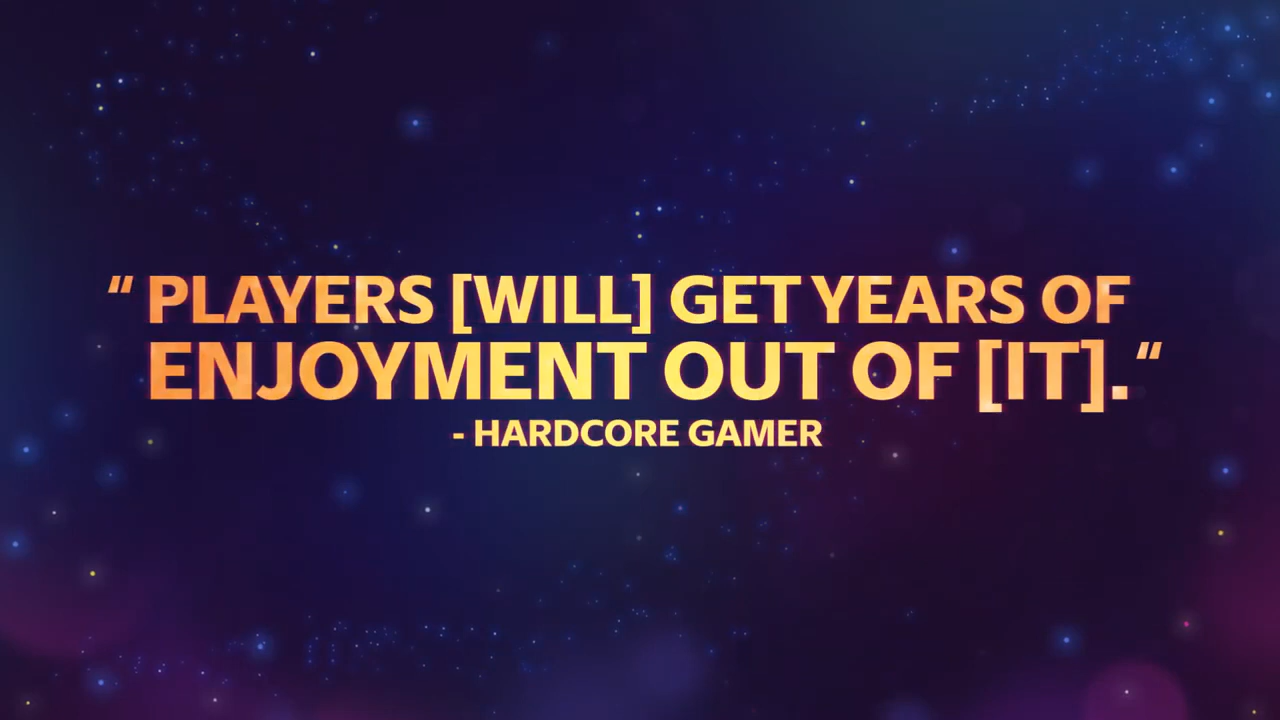 “ PLAYERS [WILL] GET YEARS OF
ENJOYMENT OUT OF [IT]. “
- HARDCORE GAMER